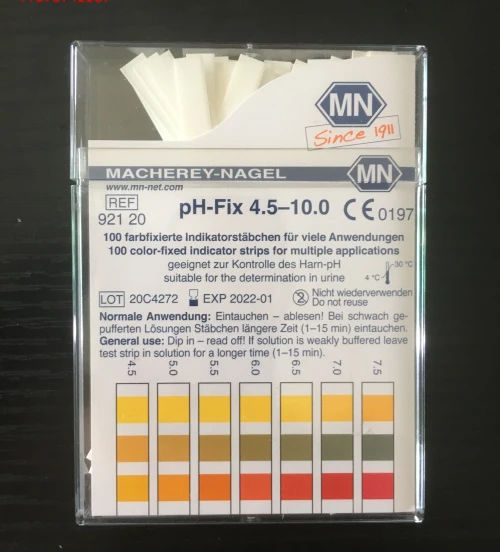 MN
Since 1911
MACHEREY-NAGEL
MN
www.mn-net.com
REF
921 20
pH-Fix 4.5–10.0
CE 0197
100 farbfixierte Indikatorstäbchen für viele Anwendungen
100 color-fixed indicator strips for multiple applications
geeignet zur Kontrolle des Harn-pH
suitable for the determination in urine
30 °C
4 °C
LOT 20C4272
EXP 2022-01
2
Nicht wiederverwenden
Do not reuse
Normale Anwendung: Eintauchen – ablesen! Bei schwach ge-
pufferten Lösungen Stäbchen längere Zeit (1–15 min) eintauchen.
General use: Dip in – read off! If solution is weakly buffered leave
test strip in solution for a longer time (1–15 min).
4.5 5.0 5.5 6.0 6.5 7.0 7.5